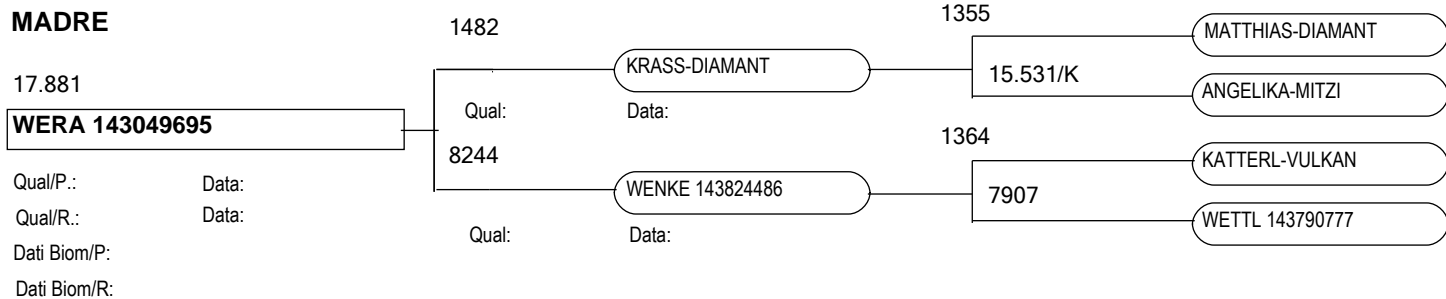 MADRE
17.881
WERA 143049695
Qual/P.: Data:
Qual/R.: Data:
Dati Biom/P:
Dati Biom/R:
1482
KRASS-DIAMANT
Qual: Data:
8244
WENKE 143824486
Qual: Data:
1355
MATTHIAS-DIAMANT
15.531/K
ANGELIKA-MITZI
1364
KATTERL-VULKAN
7907
WETTL 143790777